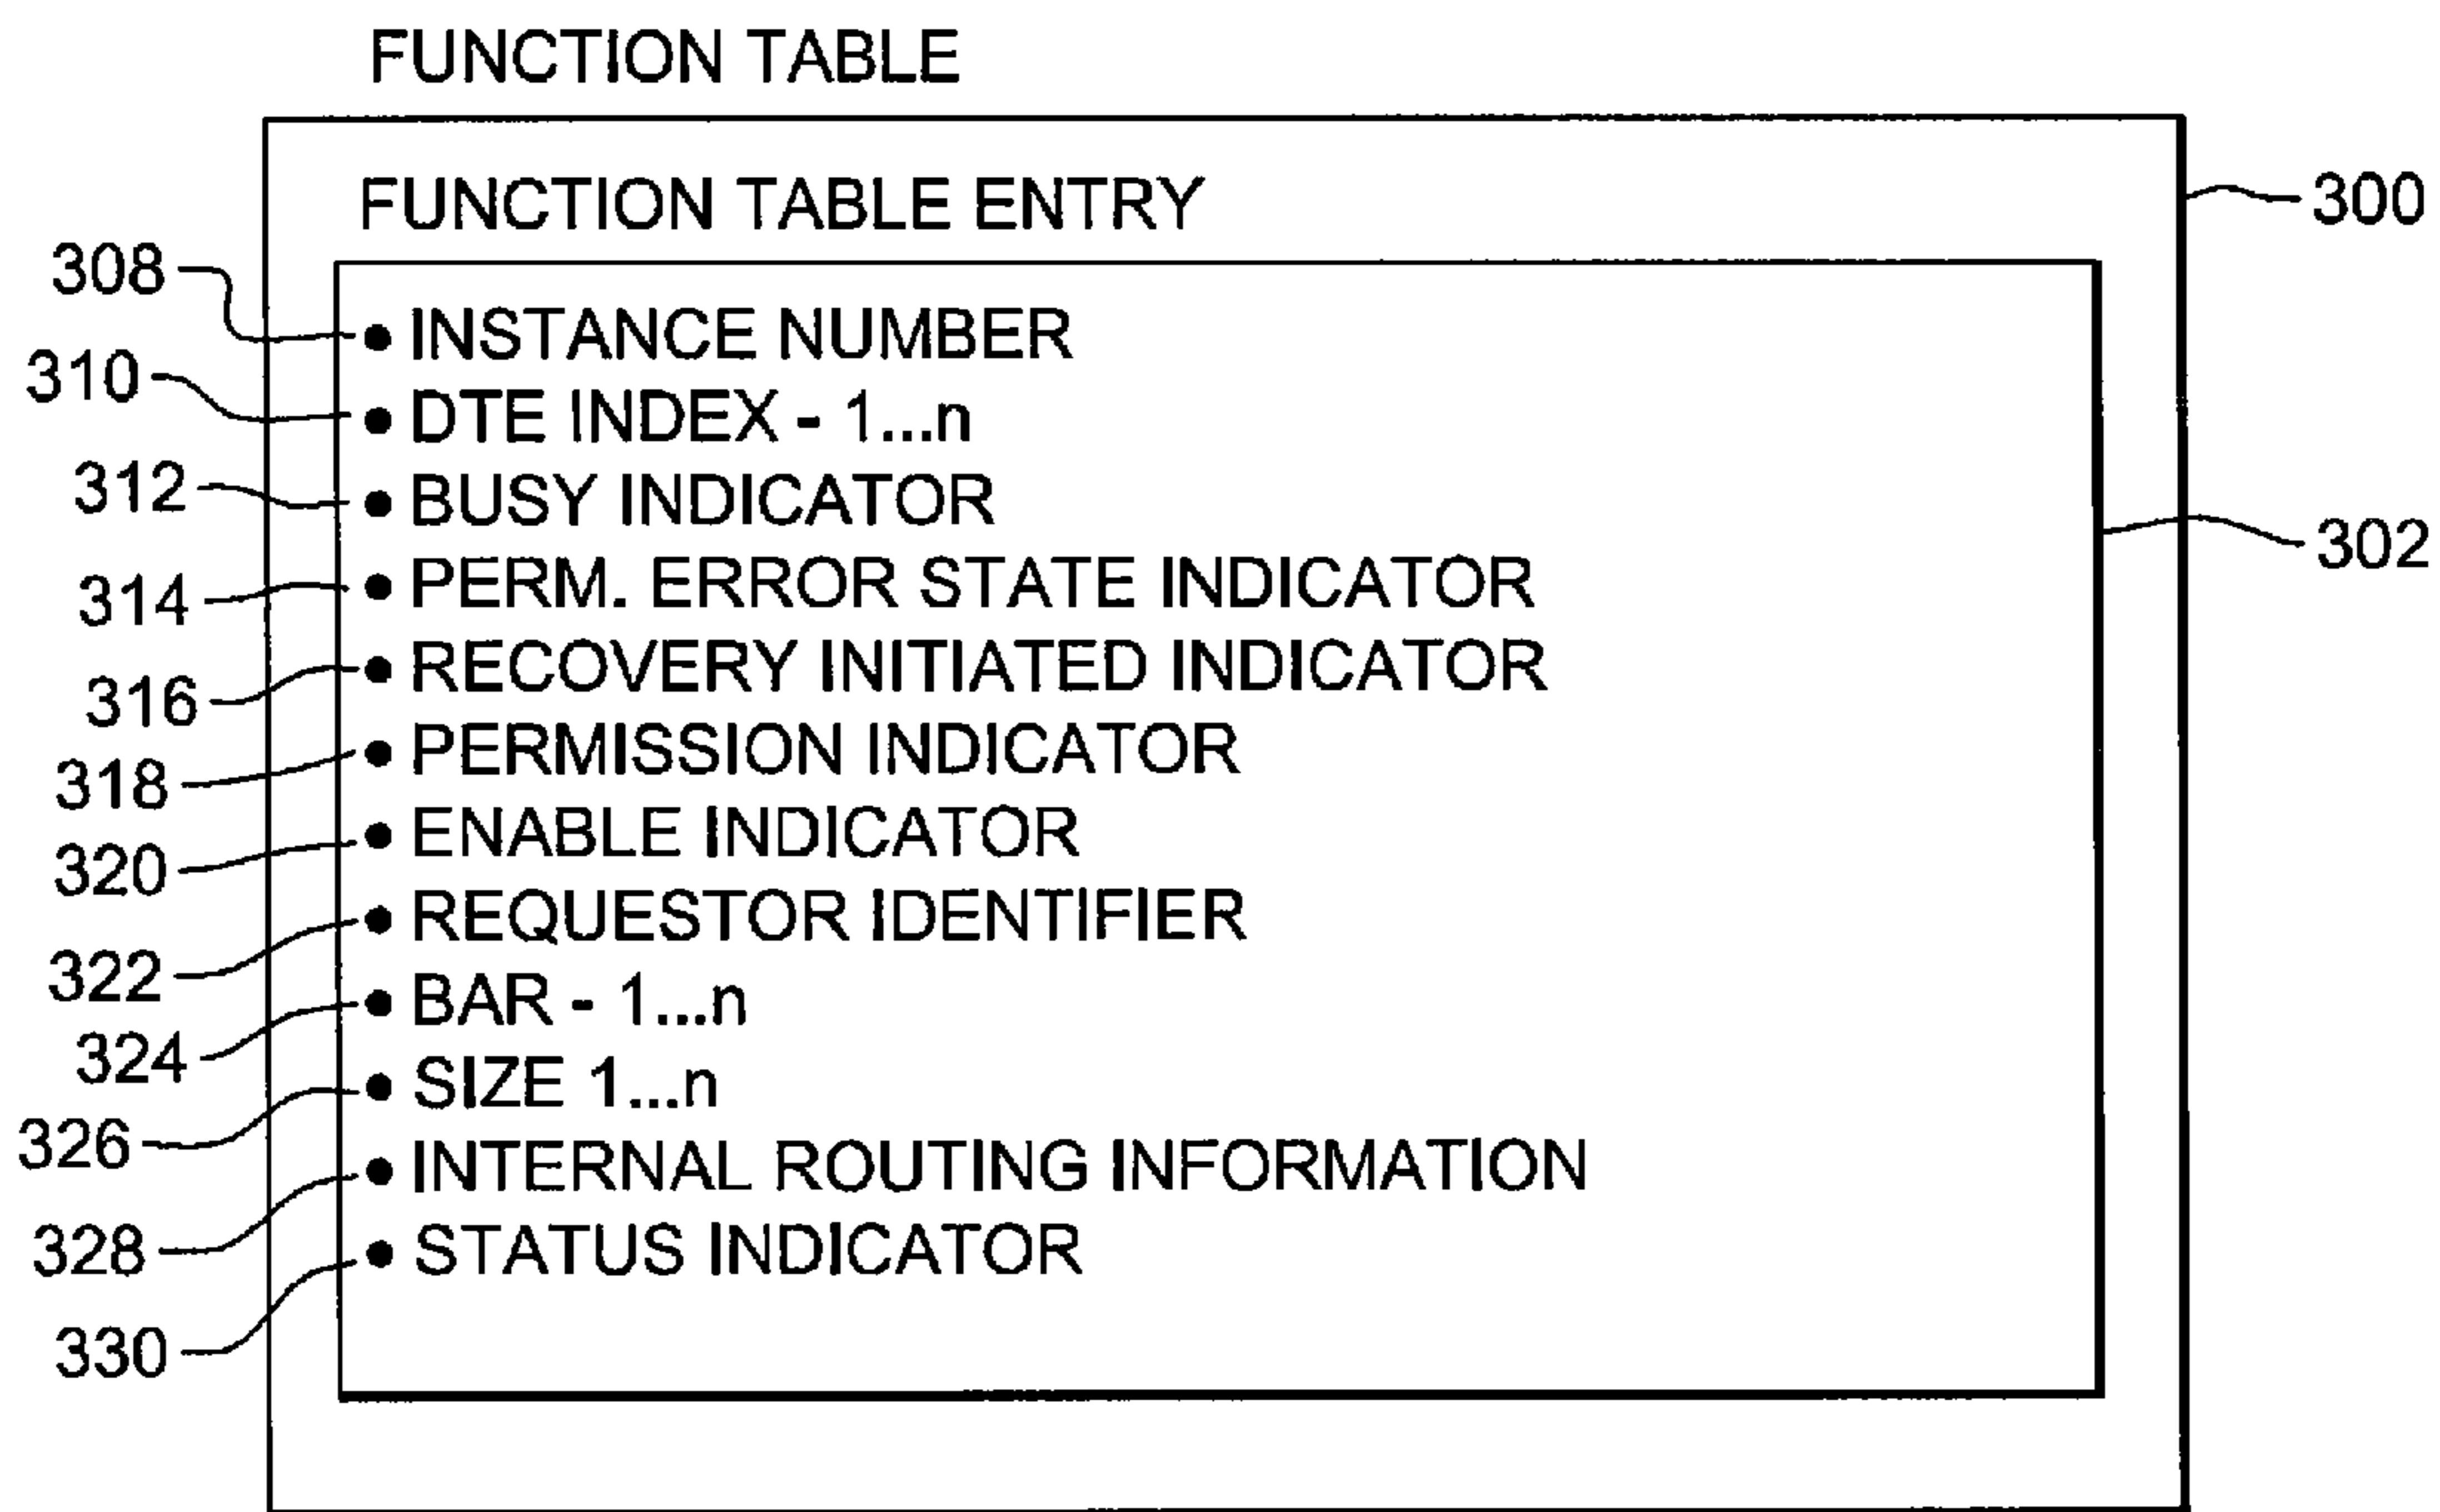 FUNCTION TABLE
FUNCTION TABLE ENTRY
300
308
● INSTANCE NUMBER
310
● DTE INDEX - 1...n
312
● BUSY INDICATOR
302
314
● PERM. ERROR STATE INDICATOR
316
● RECOVERY INITIATED INDICATOR
318
● PERMISSION INDICATOR
320
● ENABLE INDICATOR
322
● REQUESTOR IDENTIFIER
324
● BAR - 1...n
326
● SIZE 1...n
328
● INTERNAL ROUTING INFORMATION
330
● STATUS INDICATOR